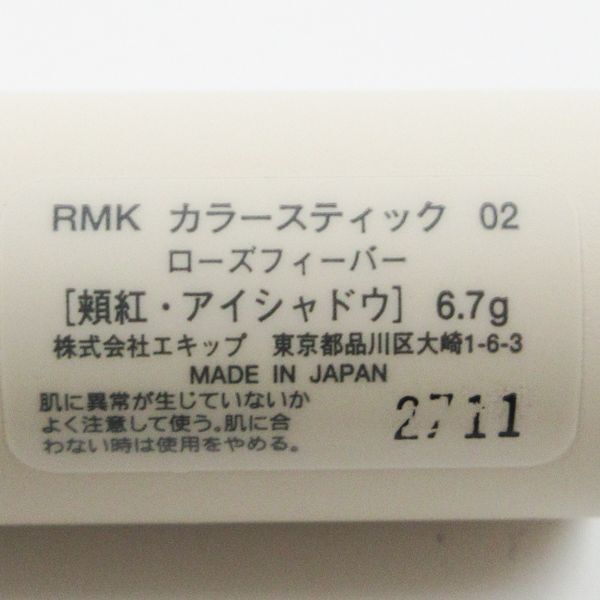 RMK カラースティック 02
ローズフィーバー
[頬紅・アイシャドウ] 6.7g
株式会社エキップ 東京都品川区大崎1-6-3
MADE IN JAPAN
肌に異常が生じていないか
よく注意して使う。肌に合
わない時は使用をやめる。
2711